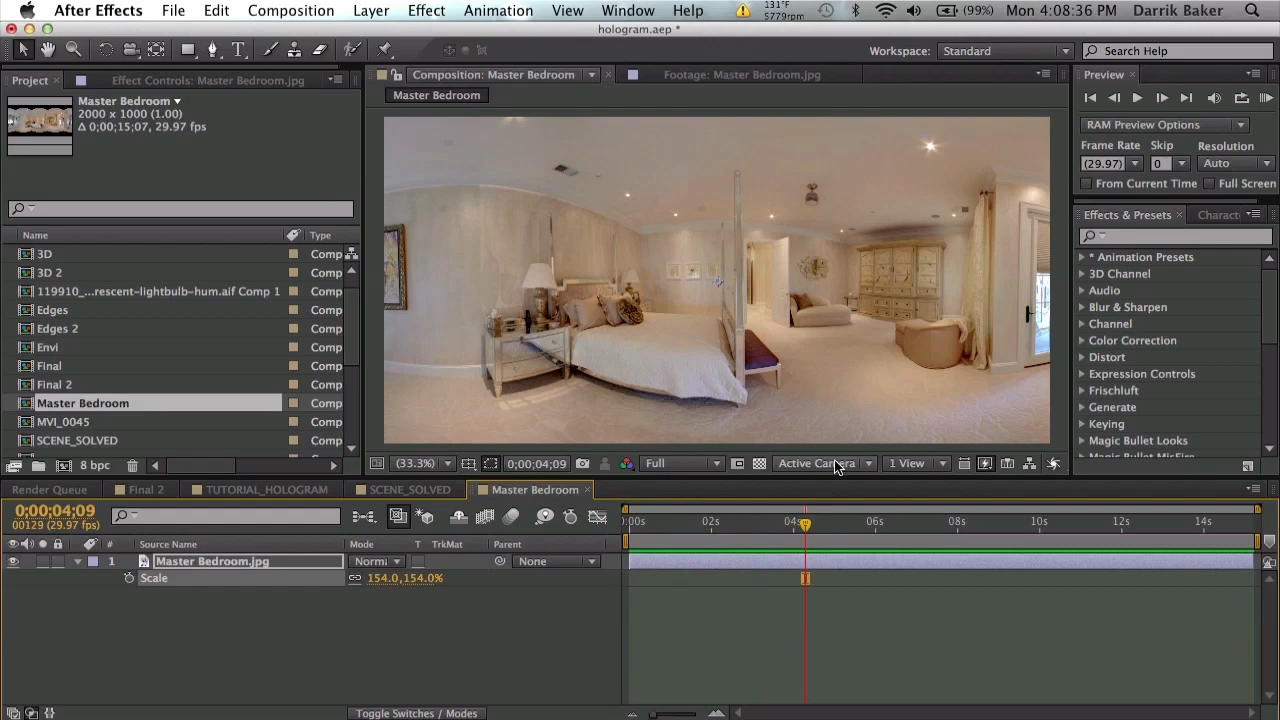 After Effects File Edit Composition Layer Effect Animation View Window Help 131°F 5779rpm (99%) Mon 4:08:36 PM Darrik Baker
hologram.aep *
Workspace: Standard Search Help
Project Effect Controls: Master Bedroom.jpg
Composition: Master Bedroom Footage: Master Bedroom.jpg
Preview
Master Bedroom
Master Bedroom
2000 x 1000 (1.00)
Δ 0;00;15;07, 29.97 fps
RAM Preview Options
Frame Rate Skip Resolution
(29.97) 0 Auto
From Current Time Full Screen
Effects & Presets Charact
Name Type
3D Comp
3D 2 Comp
119910_...rescent-lightbulb-hum.aif Comp 1 Comp
Edges Comp
Edges 2 Comp
Envi Comp
Final Comp
Final 2 Comp
Master Bedroom Comp
MVI_0045 Comp
SCENE_SOLVED Comp
* Animation Presets
3D Channel
Audio
Blur & Sharpen
Channel
Color Correction
Distort
Expression Controls
Frischluft
Generate
Keying
Magic Bullet Looks
Magic Bullet MisFire
8 bpc
(33.3%) 0;00;04;09 Full Active Camera 1 View
Render Queue Final 2 TUTORIAL_HOLOGRAM SCENE_SOLVED Master Bedroom
0;00;04;09
00129 (29.97 fps)
:00s 02s 04s 06s 08s 10s 12s 14s
# Source Name Mode T TrkMat Parent
1 Master Bedroom.jpg Norma None
Scale 154.0,154.0%
Toggle Switches / Modes